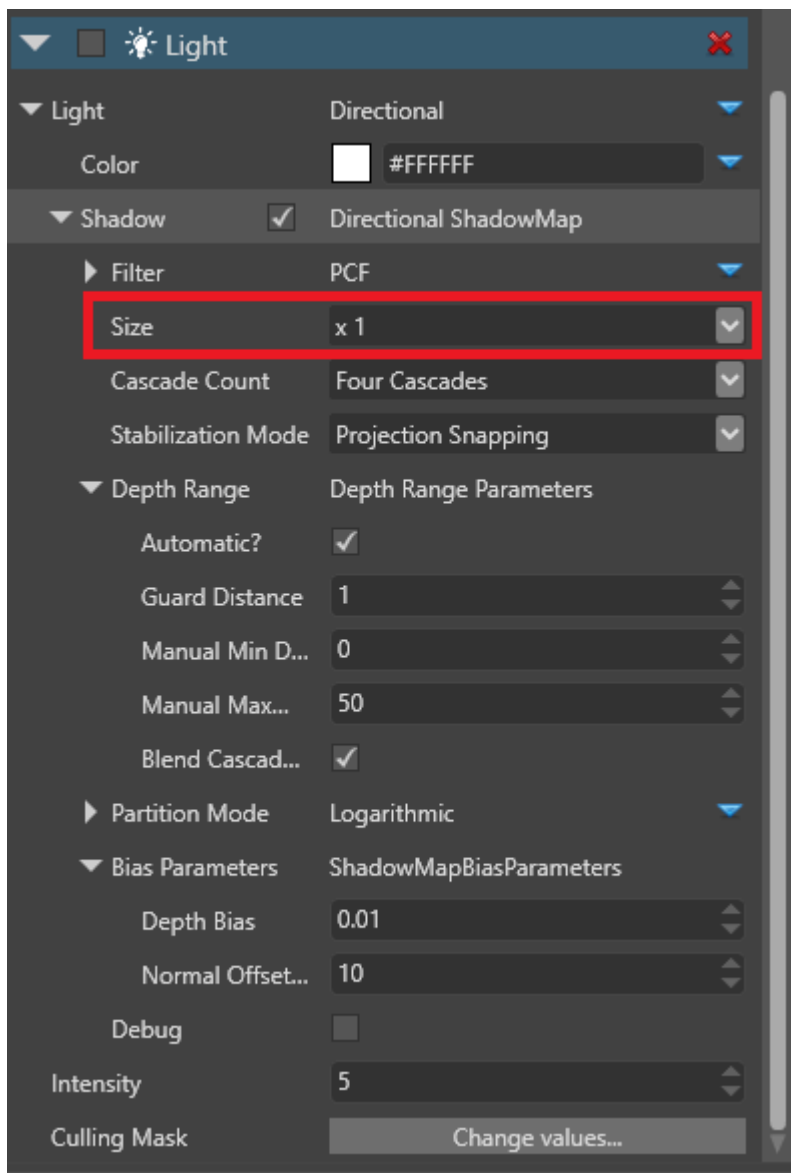 Light
Light Directional
Color #FFFFFF
Shadow Directional ShadowMap
Filter PCF
Size x 1
Cascade Count Four Cascades
Stabilization Mode Projection Snapping
Depth Range Depth Range Parameters
Automatic?
Guard Distance 1
Manual Min D... 0
Manual Max... 50
Blend Cascad...
Partition Mode Logarithmic
Bias Parameters ShadowMapBiasParameters
Depth Bias 0.01
Normal Offset... 10
Debug
Intensity 5
Culling Mask Change values...